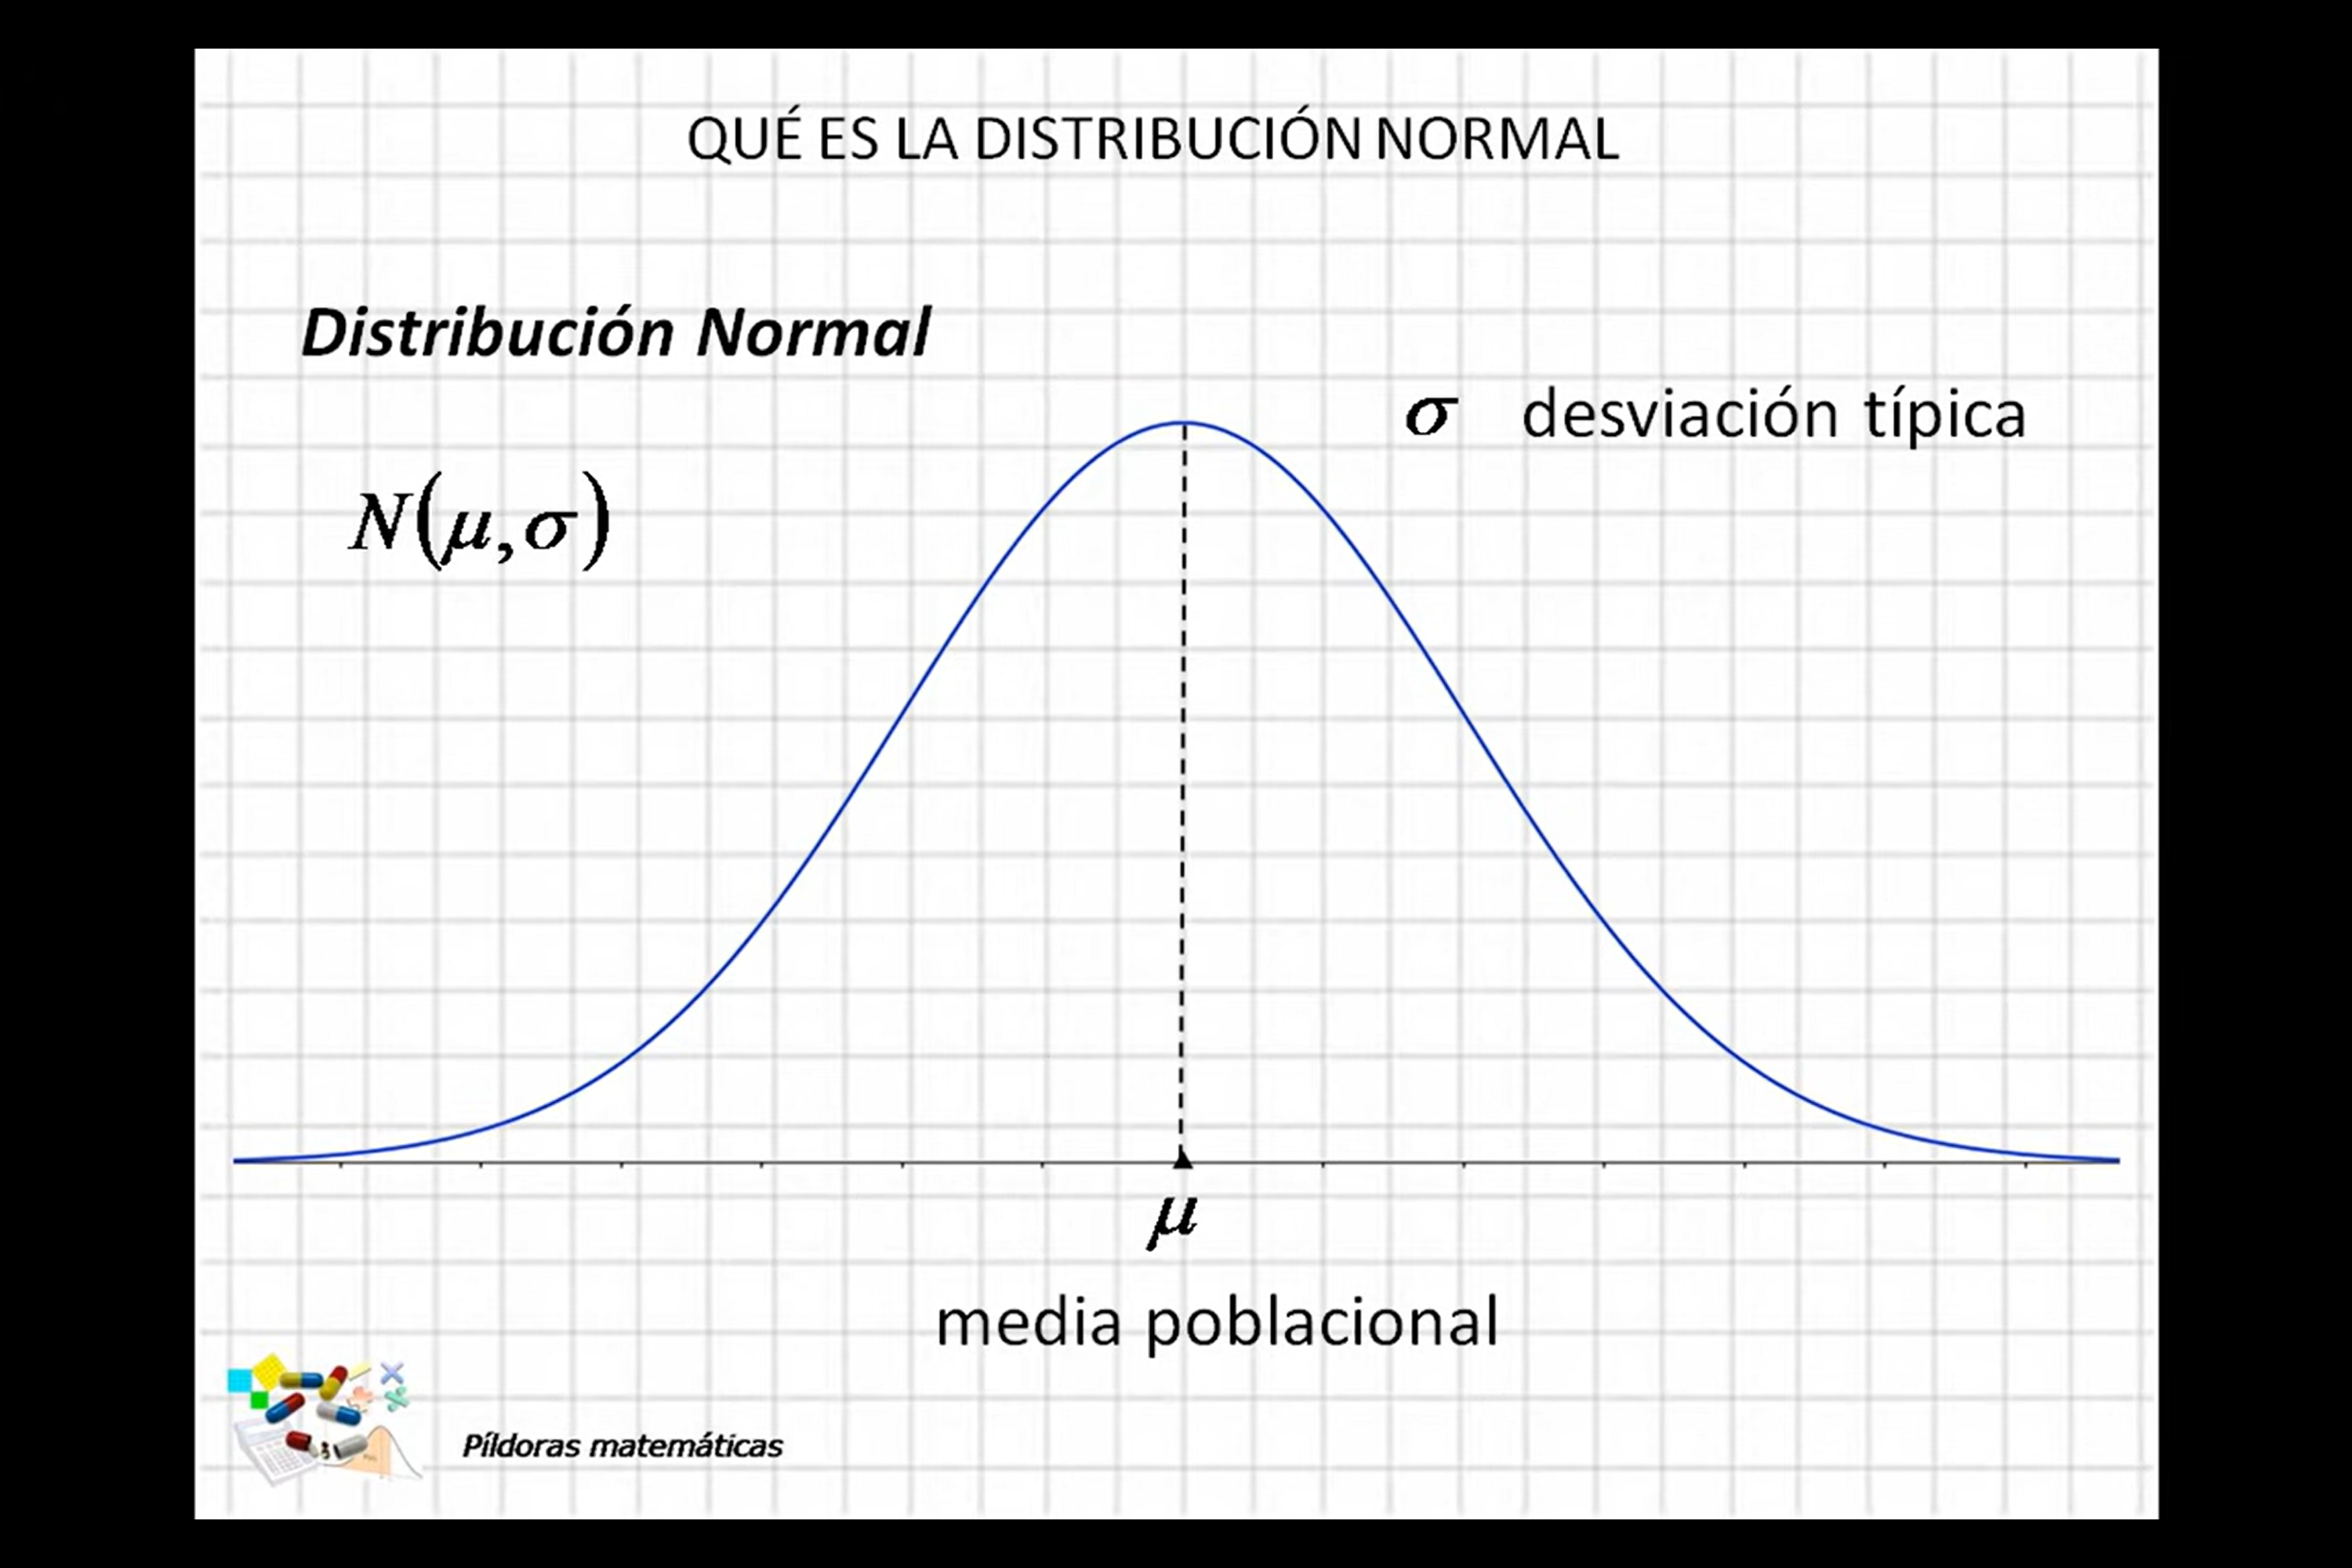 QUÉ ES LA DISTRIBUCIÓN NORMAL
Distribución Normal
σ desviación típica
N(μ,σ)
μ
media poblacional
Píldoras matemáticas